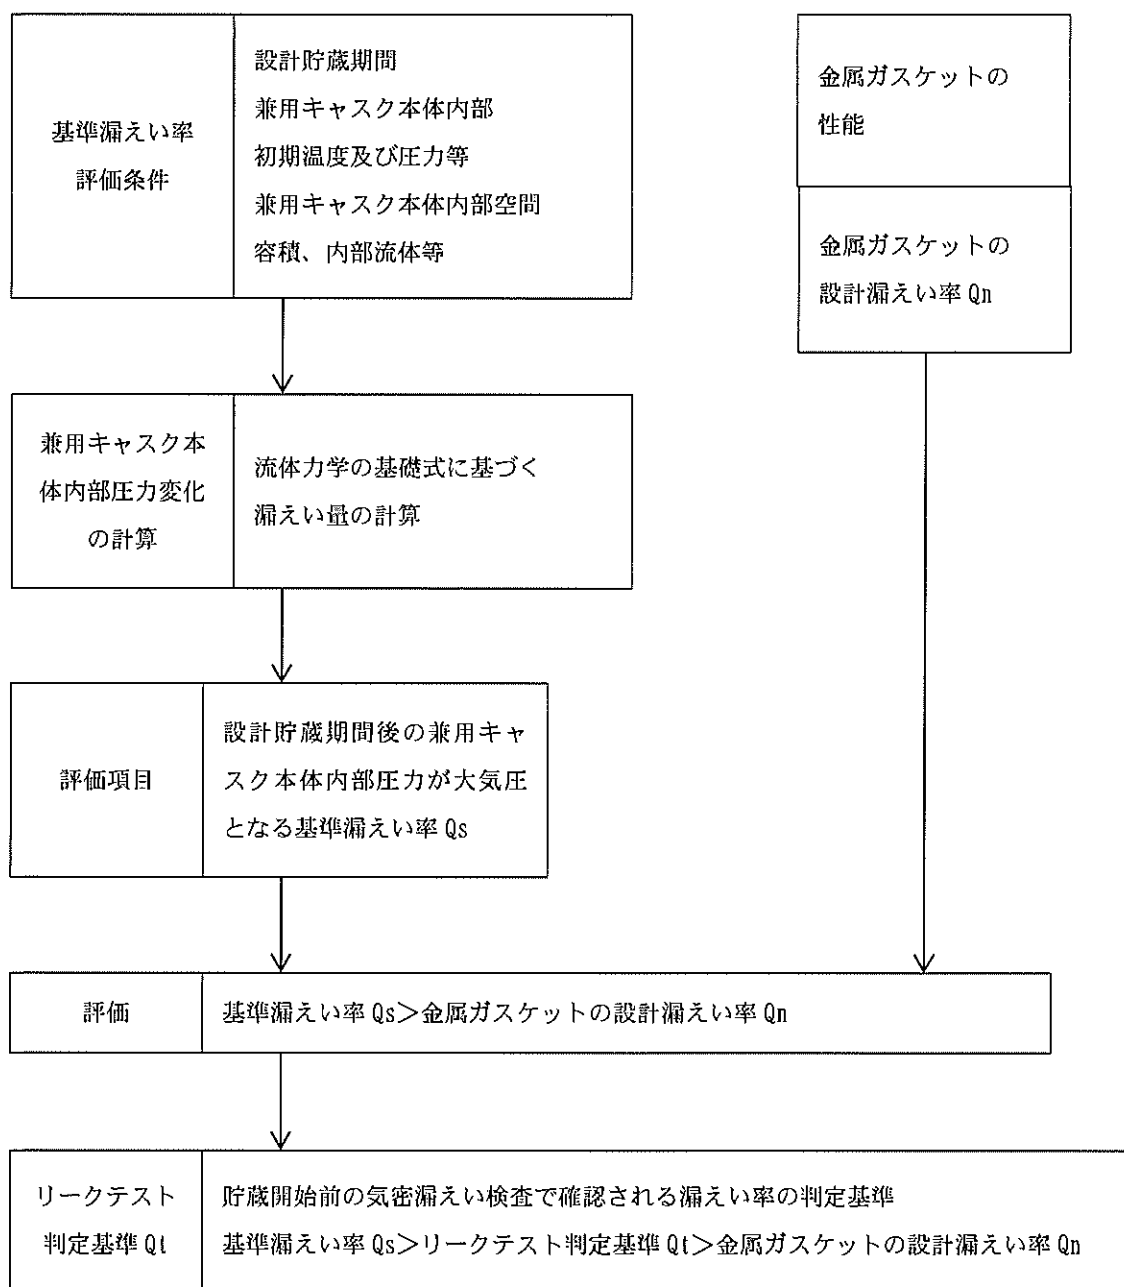 基準漏えい率
評価条件
設計貯蔵期間
兼用キャスク本体内部
初期温度及び圧力等
兼用キャスク本体内部空間
容積、内部流体等
金属ガスケットの
性能
金属ガスケットの
設計漏えい率 Qn
兼用キャスク本
体内部圧力変化
の計算
流体力学の基礎式に基づく
漏えい量の計算
評価項目
設計貯蔵期間後の兼用キャ
スク本体内部圧力が大気圧
となる基準漏えい率 Qs
評価
基準漏えい率 Qs＞金属ガスケットの設計漏えい率 Qn
リークテスト
判定基準 Qt
貯蔵開始前の気密漏えい検査で確認される漏えい率の判定基準
基準漏えい率 Qs＞リークテスト判定基準 Qt＞金属ガスケットの設計漏えい率 Qn